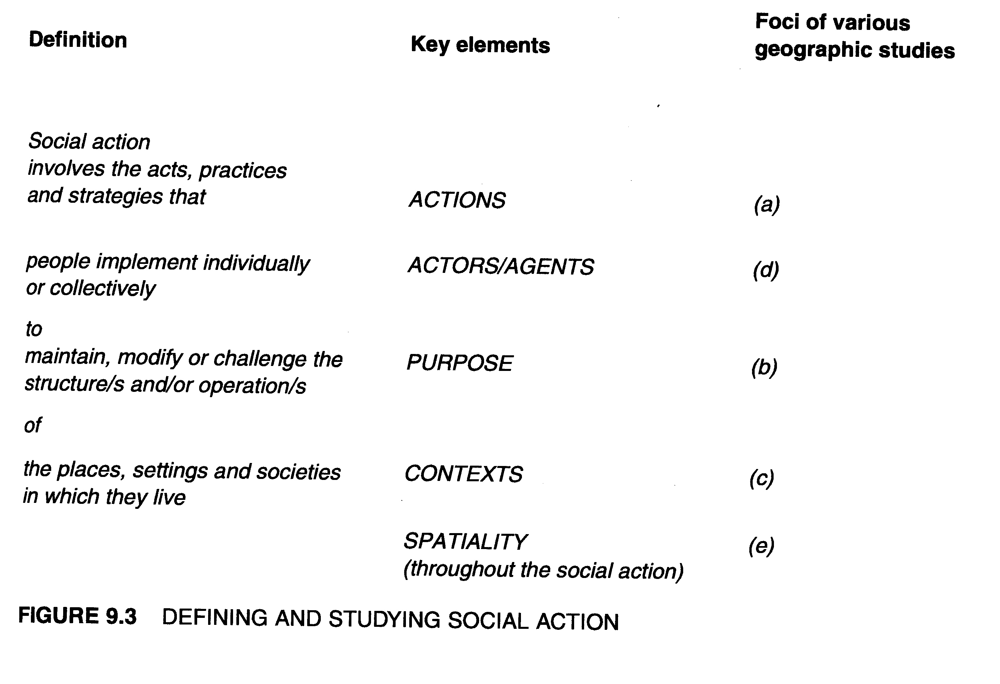 Definition
Key elements
Foci of various
geographic studies
Social action
involves the acts, practices
and strategies that
ACTIONS
(a)
people implement individually
or collectively
ACTORS/AGENTS
(d)
to
maintain, modify or challenge the
structure/s and/or operation/s
PURPOSE
(b)
of
the places, settings and societies
in which they live
CONTEXTS
(c)
SPATIALITY
(throughout the social action)
(e)
FIGURE 9.3 DEFINING AND STUDYING SOCIAL ACTION